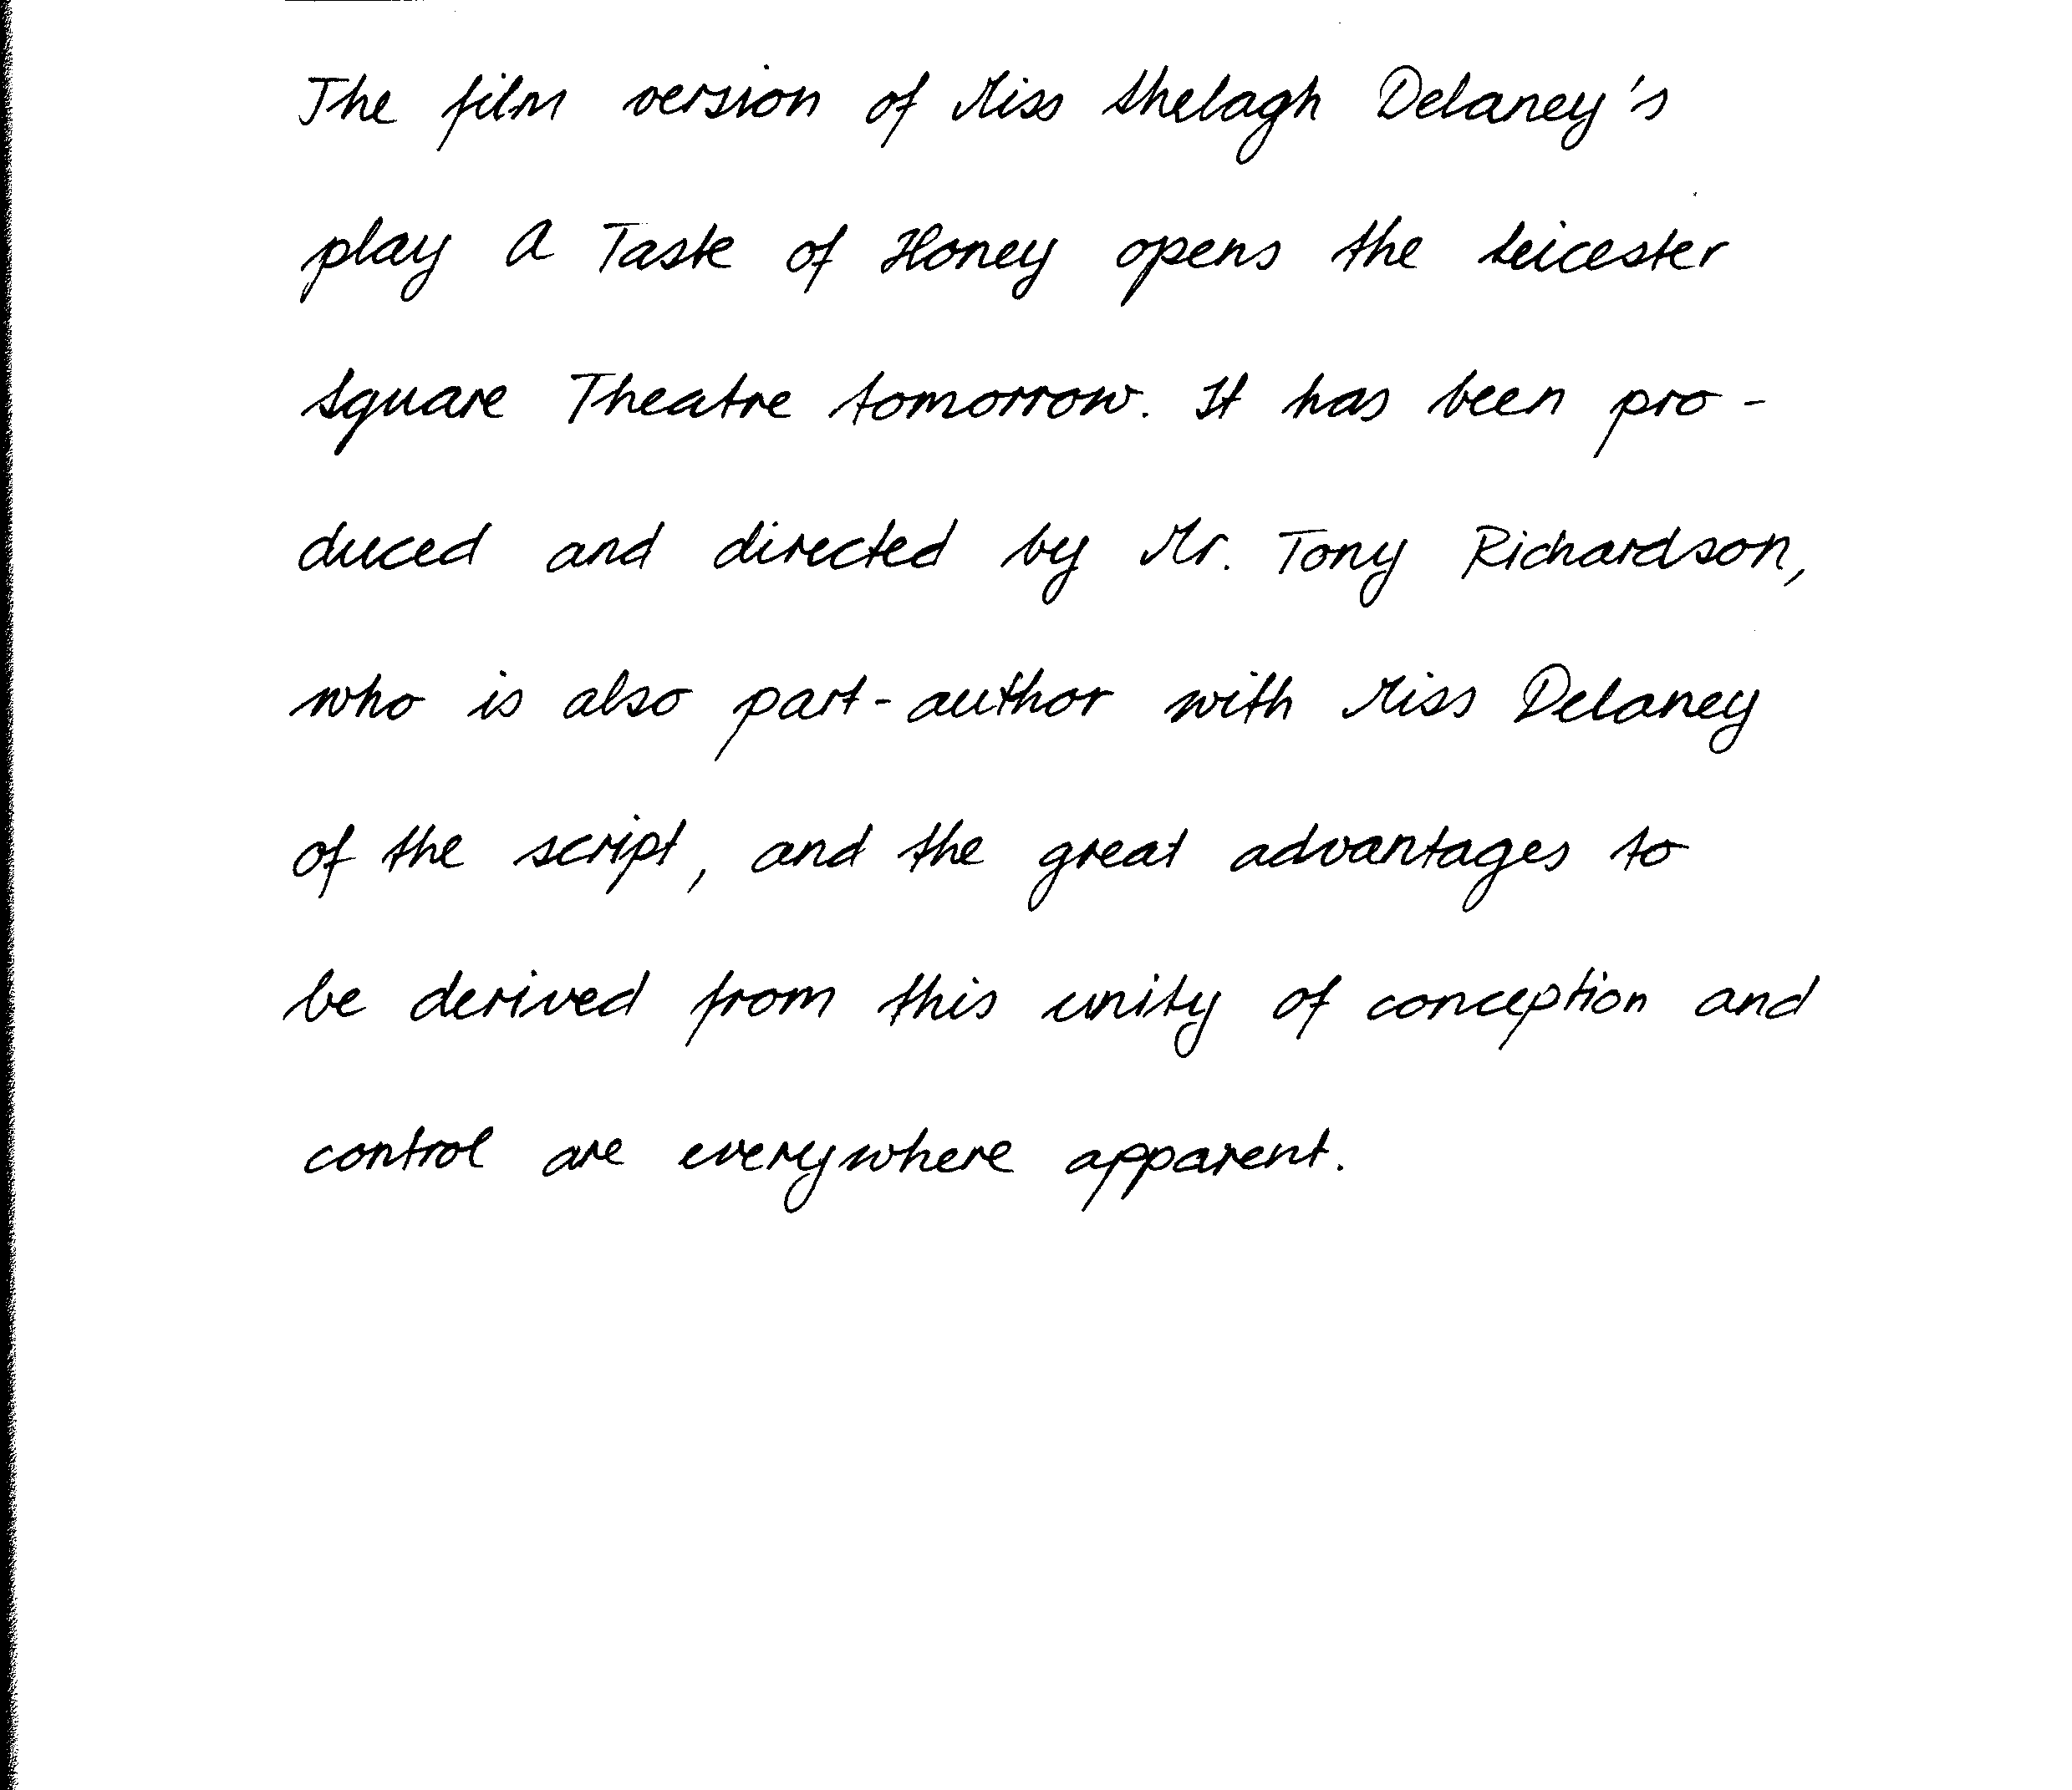 The film version of Miss Shelagh Delaney's
play A Taste of Honey opens the Leicester
Square Theatre tomorrow. It has been pro-
duced and directed by Mr. Tony Richardson,
who is also part-author with Miss Delaney
of the script, and the great advantages to
be derived from this unity of conception and
control are everywhere apparent.